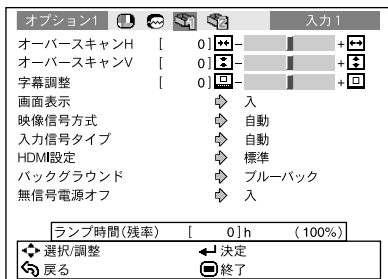 オプション1 入力1
オーバースキャンH [ 0] - +
オーバースキャンV [ 0] - +
字幕調整 [ 0] - +
画面表示 入
映像信号方式 自動
入力信号タイプ 自動
HDMI設定 標準
バックグラウンド ブルーバック
無信号電源オフ 入
ランプ時間(残率) [ 0]h (100%)
選択/調整 決定
戻る 終了